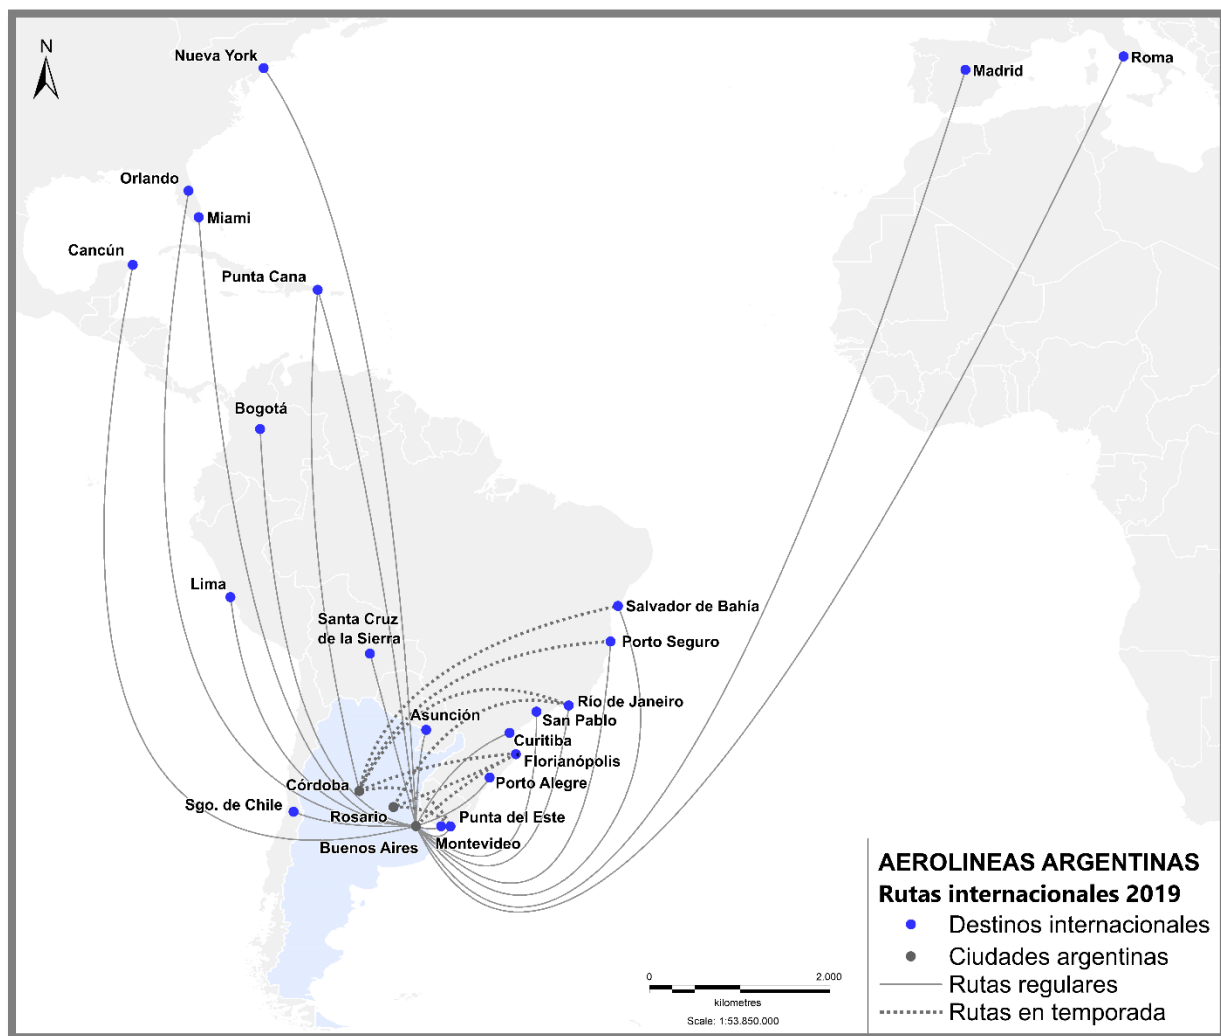 N
Nueva York
Madrid
Roma
Orlando
Miami
Cancún
Punta Cana
Bogotá
Lima
Santa Cruz
de la Sierra
Salvador de Bahía
Porto Seguro
Río de Janeiro
San Pablo
Asunción
Curitiba
Florianópolis
Porto Alegre
Córdoba
Sgo. de Chile
Rosario
Punta del Este
Buenos Aires
Montevideo
AEROLINEAS ARGENTINAS
Rutas internacionales 2019
Destinos internacionales
Ciudades argentinas
Rutas regulares
Rutas en temporada
0 2.000
kilometres
Scale: 1:53.850.000